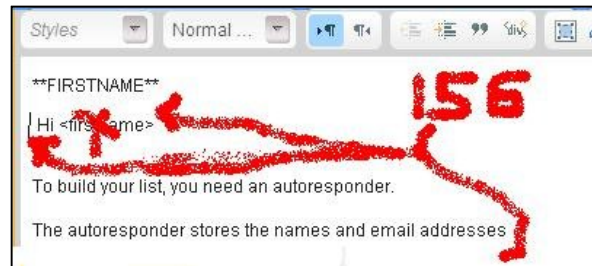 Styles Normal ...
**FIRSTNAME**
156
Hi <firstname>
To build your list, you need an autoresponder.
The autoresponder stores the names and email addresses